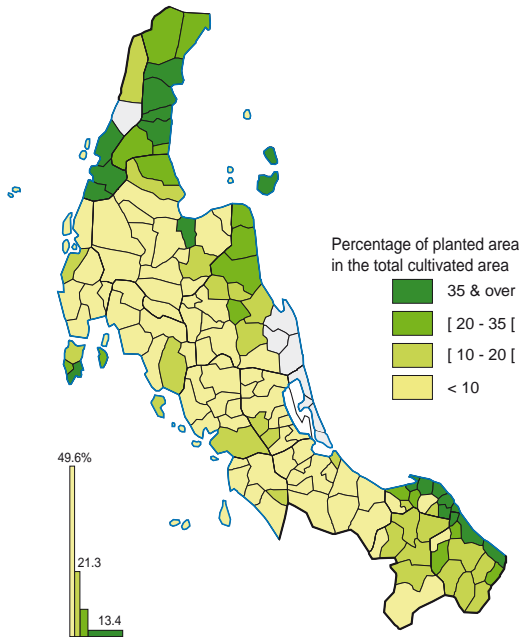 Percentage of planted area
in the total cultivated area
35 & over
[ 20 - 35 [
[ 10 - 20 [
< 10
49.6%
21.3
13.4